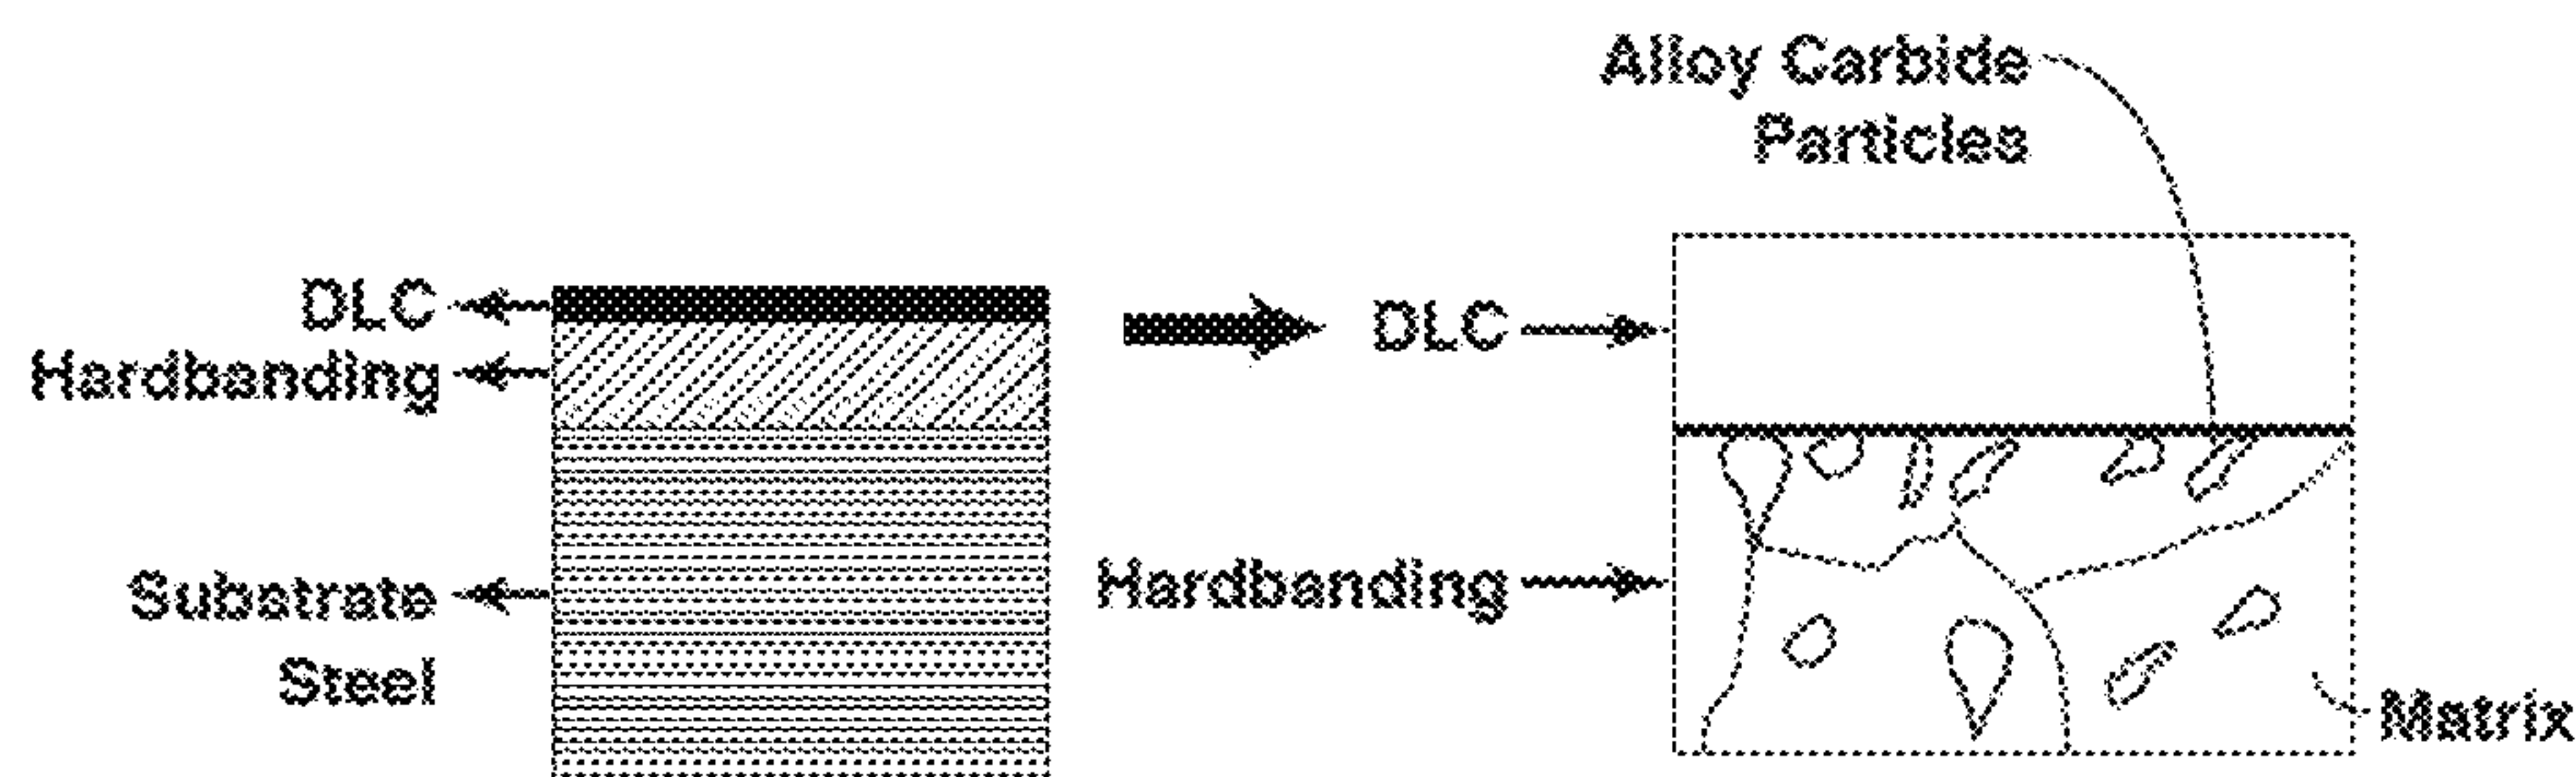 Alloy Carbide
Particles
DLC
Hardbanding
Substrate
Steel
DLC
Hardbanding
Matrix